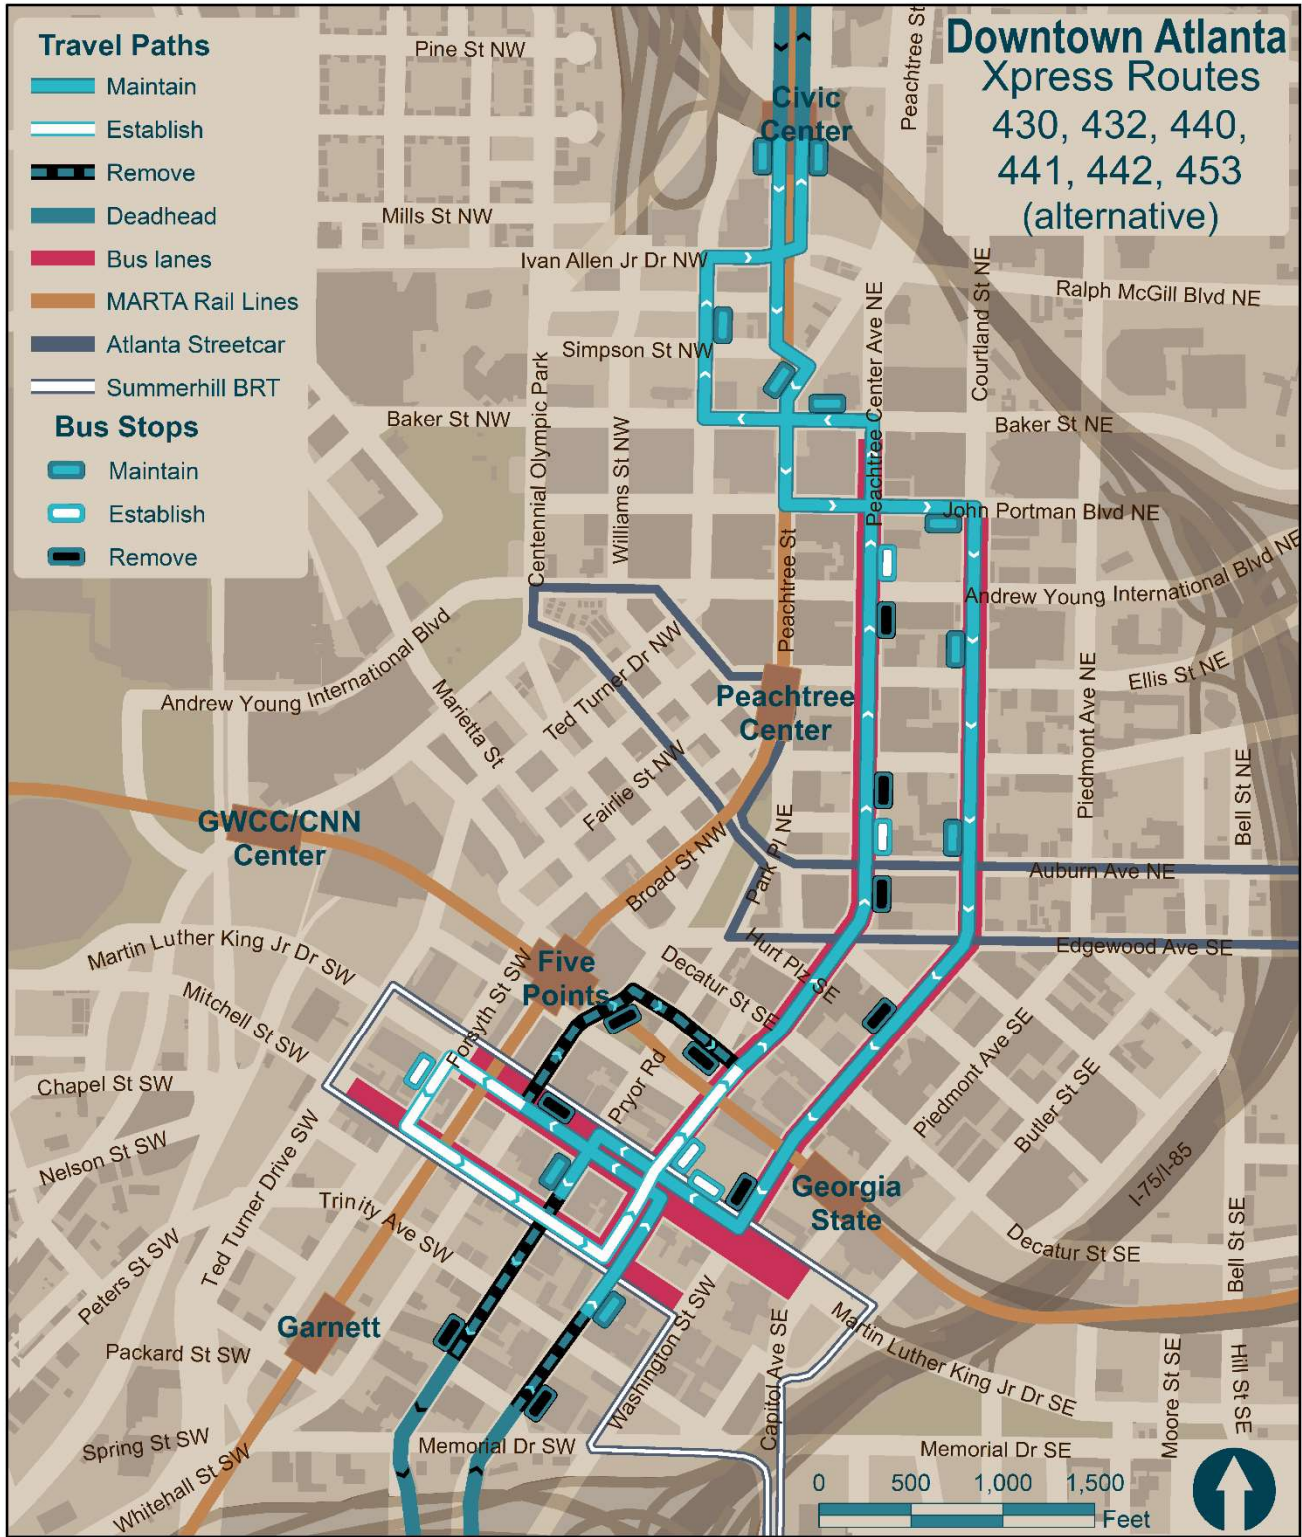 Travel Paths
Maintain
Establish
Remove
Deadhead
Bus lanes
MARTA Rail Lines
Atlanta Streetcar
Summerhill BRT
Bus Stops
Maintain
Establish
Remove
Downtown Atlanta
Xpress Routes
430, 432, 440,
441, 442, 453
(alternative)
Pine St NW
Civic
Center
Peachtree St
Mills St NW
Ivan Allen Jr Dr NW
Courtland St NE
Ralph McGill Blvd NE
Simpson St NW
Peachtree Center Ave NE
Centennial Olympic Park
Baker St NW
Williams St NW
Baker St NE
John Portman Blvd NE
Peachtree St
Andrew Young International Blvd NE
Andrew Young International Blvd
Marietta St
Ted Turner Dr NW
Ellis St NE
Piedmont Ave NE
Peachtree
Center
Fairlie St NW
Bell St NE
GWCC/CNN
Center
Broad St NW
Park Pl NE
Auburn Ave NE
Martin Luther King Jr Dr SW
Forsyth St SW
Hurt Plz SE
Edgewood Ave SE
Mitchell St SW
Five
Points
Decatur St SE
Piedmont Ave SE
Butler St SE
Chapel St SW
Pryor Rd
Nelson St SW
Ted Turner Drive SW
I-75/I-85
Trinity Ave SW
Georgia
State
Peters St SW
Decatur St SE
Bell St SE
Garnett
Washington St SW
Capitol Ave SE
Martin Luther King Jr Dr SE
Packard St SW
Moore St SE
Hill St SE
Spring St SW
Whitehall St SW
Memorial Dr SW
Memorial Dr SE
0 500 1,000 1,500
Feet